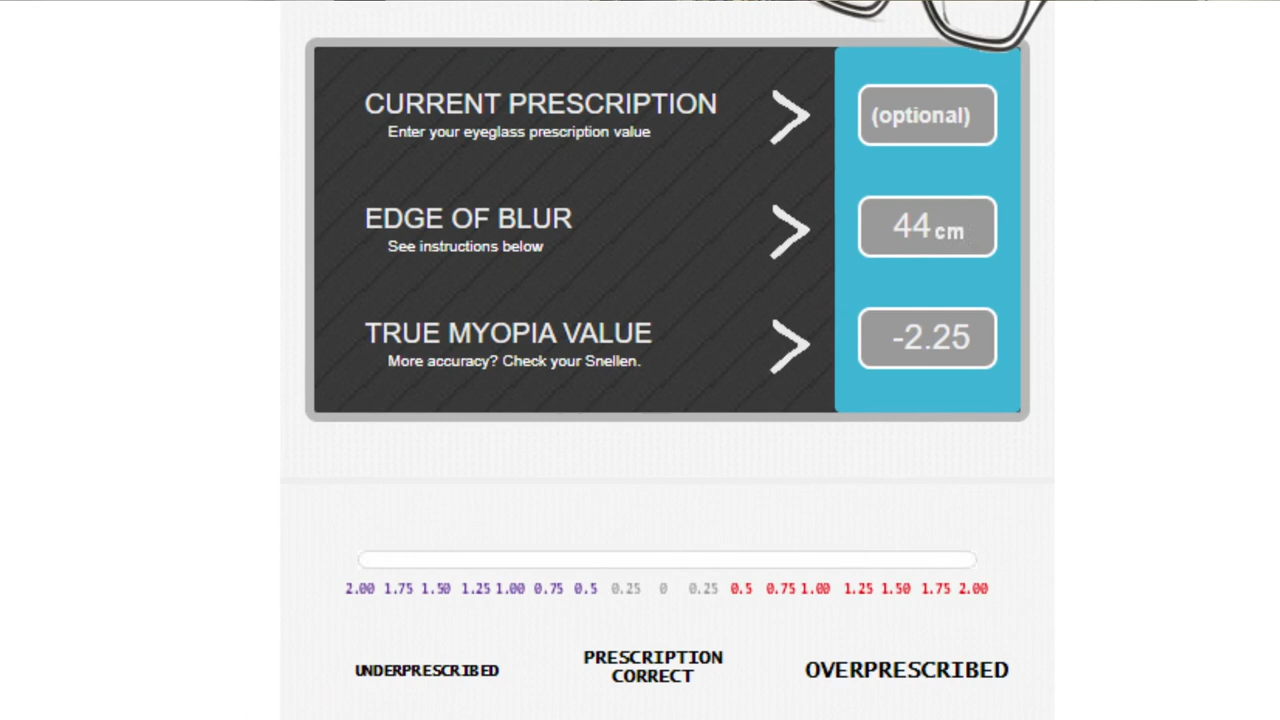 CURRENT PRESCRIPTION
Enter your eyeglass prescription value
(optional)
EDGE OF BLUR
See instructions below
44 cm
TRUE MYOPIA VALUE
More accuracy? Check your Snellen.
-2.25
2.00 1.75 1.50 1.25 1.00 0.75 0.5 0.25 0 0.25 0.5 0.75 1.00 1.25 1.50 1.75 2.00
UNDERPRESCRIBED
PRESCRIPTION
CORRECT
OVERPRESCRIBED